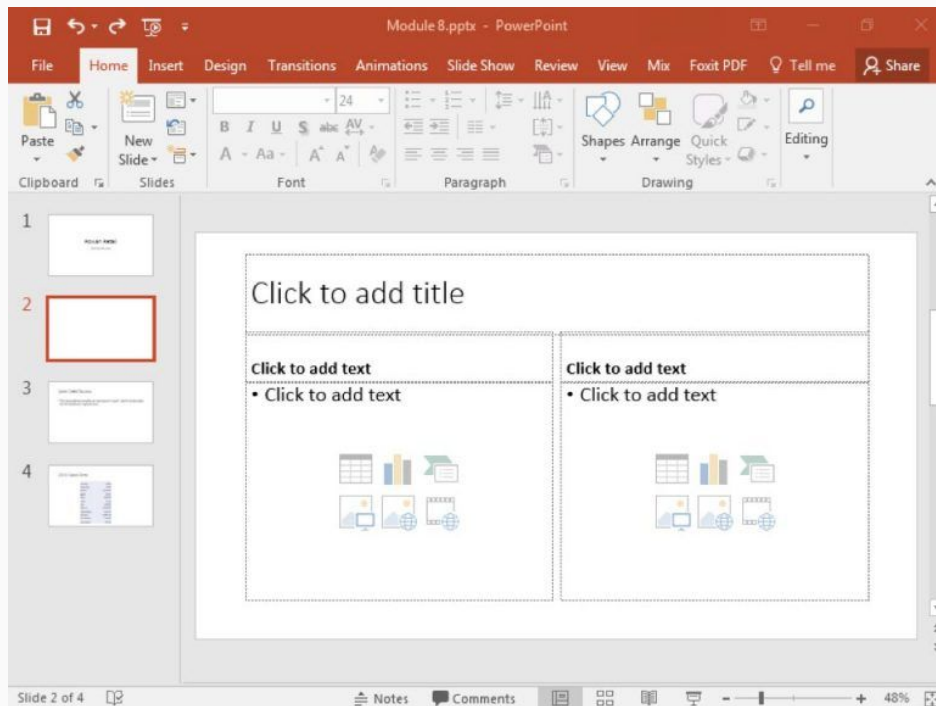 Module 8.pptx - PowerPoint
File Home Insert Design Transitions Animations Slide Show Review View Mix Foxit PDF Tell me Share
24
B I U S abc AV
A Aa A A
Paste
New Slide
Shapes Arrange Quick Styles
Editing
Clipboard Slides Font Paragraph Drawing
1
2
3
4
Click to add title
Click to add text
• Click to add text
Click to add text
• Click to add text
Slide 2 of 4 Notes Comments 48%